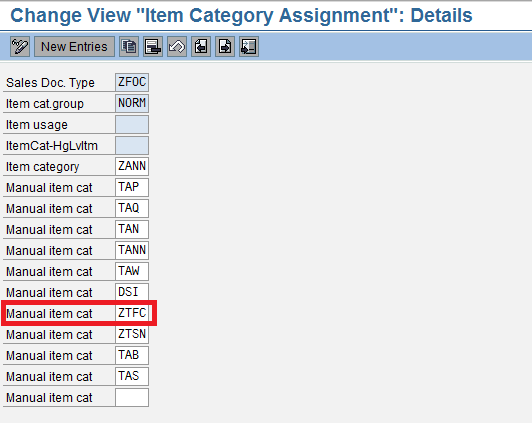 Change View "Item Category Assignment": Details
New Entries
Sales Doc. Type ZFOC
Item cat.group NORM
Item usage
ItemCat-HgLvItm
Item category ZANN
Manual item cat TAP
Manual item cat TAQ
Manual item cat TAN
Manual item cat TANN
Manual item cat TAW
Manual item cat DSI
Manual item cat ZTFC
Manual item cat ZTSN
Manual item cat TAB
Manual item cat TAS
Manual item cat